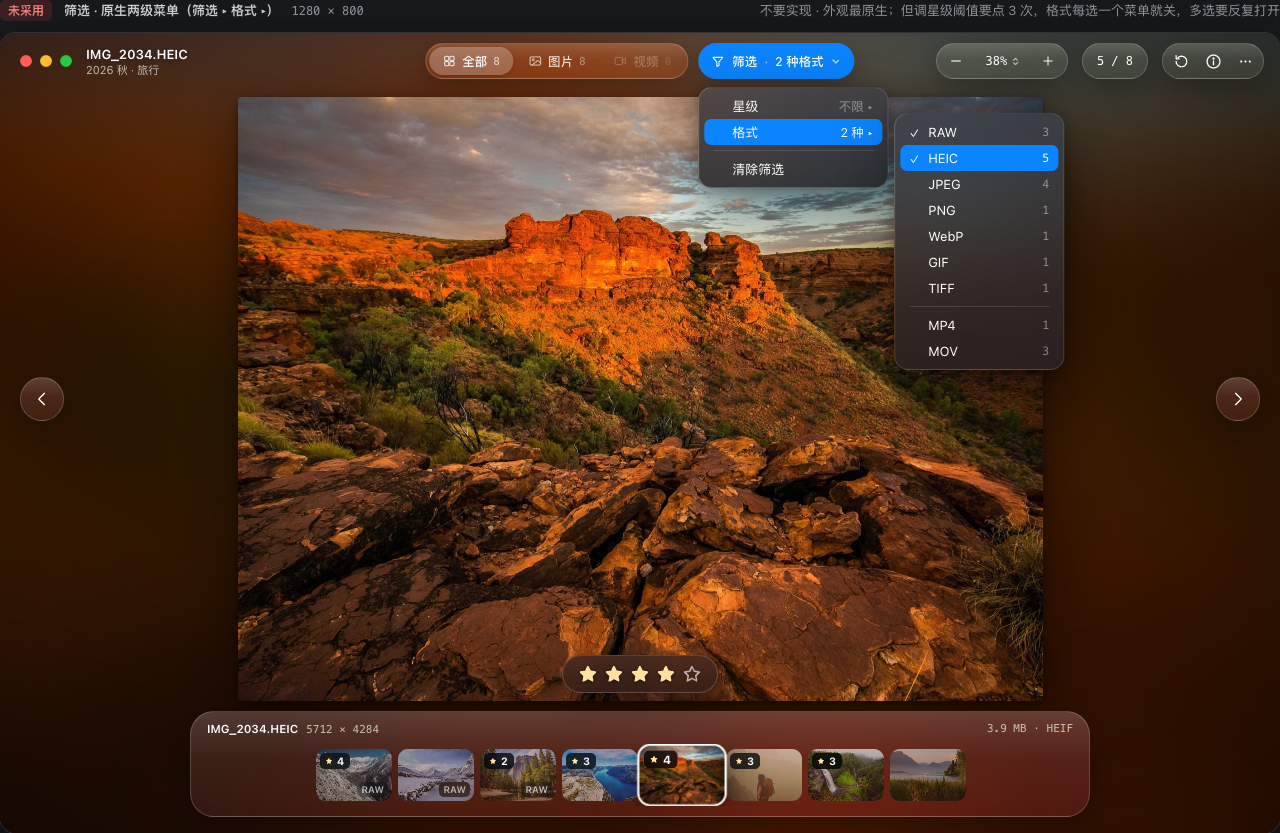 未采用 筛选 · 原生两级菜单（筛选 ▸ 格式 ▸） 1280 × 800 不要实现 · 外观最原生；但调星级阈值要点 3 次，格式每选一个菜单就关，多选要反复打开
IMG_2034.HEIC
2026 秋 · 旅行
全部 8 图片 8 视频 0
筛选 · 2 种格式
38%
5 / 8
星级 不限 ▸
格式 2 种 ▸
清除筛选
✓ RAW 3
✓ HEIC 5
JPEG 4
PNG 1
WebP 1
GIF 1
TIFF 1
MP4 1
MOV 3
IMG_2034.HEIC 5712 × 4284 3.9 MB · HEIF
★ 4 ★ 2 ★ 3 ★ 4 ★ 3 ★ 3
RAW RAW RAW